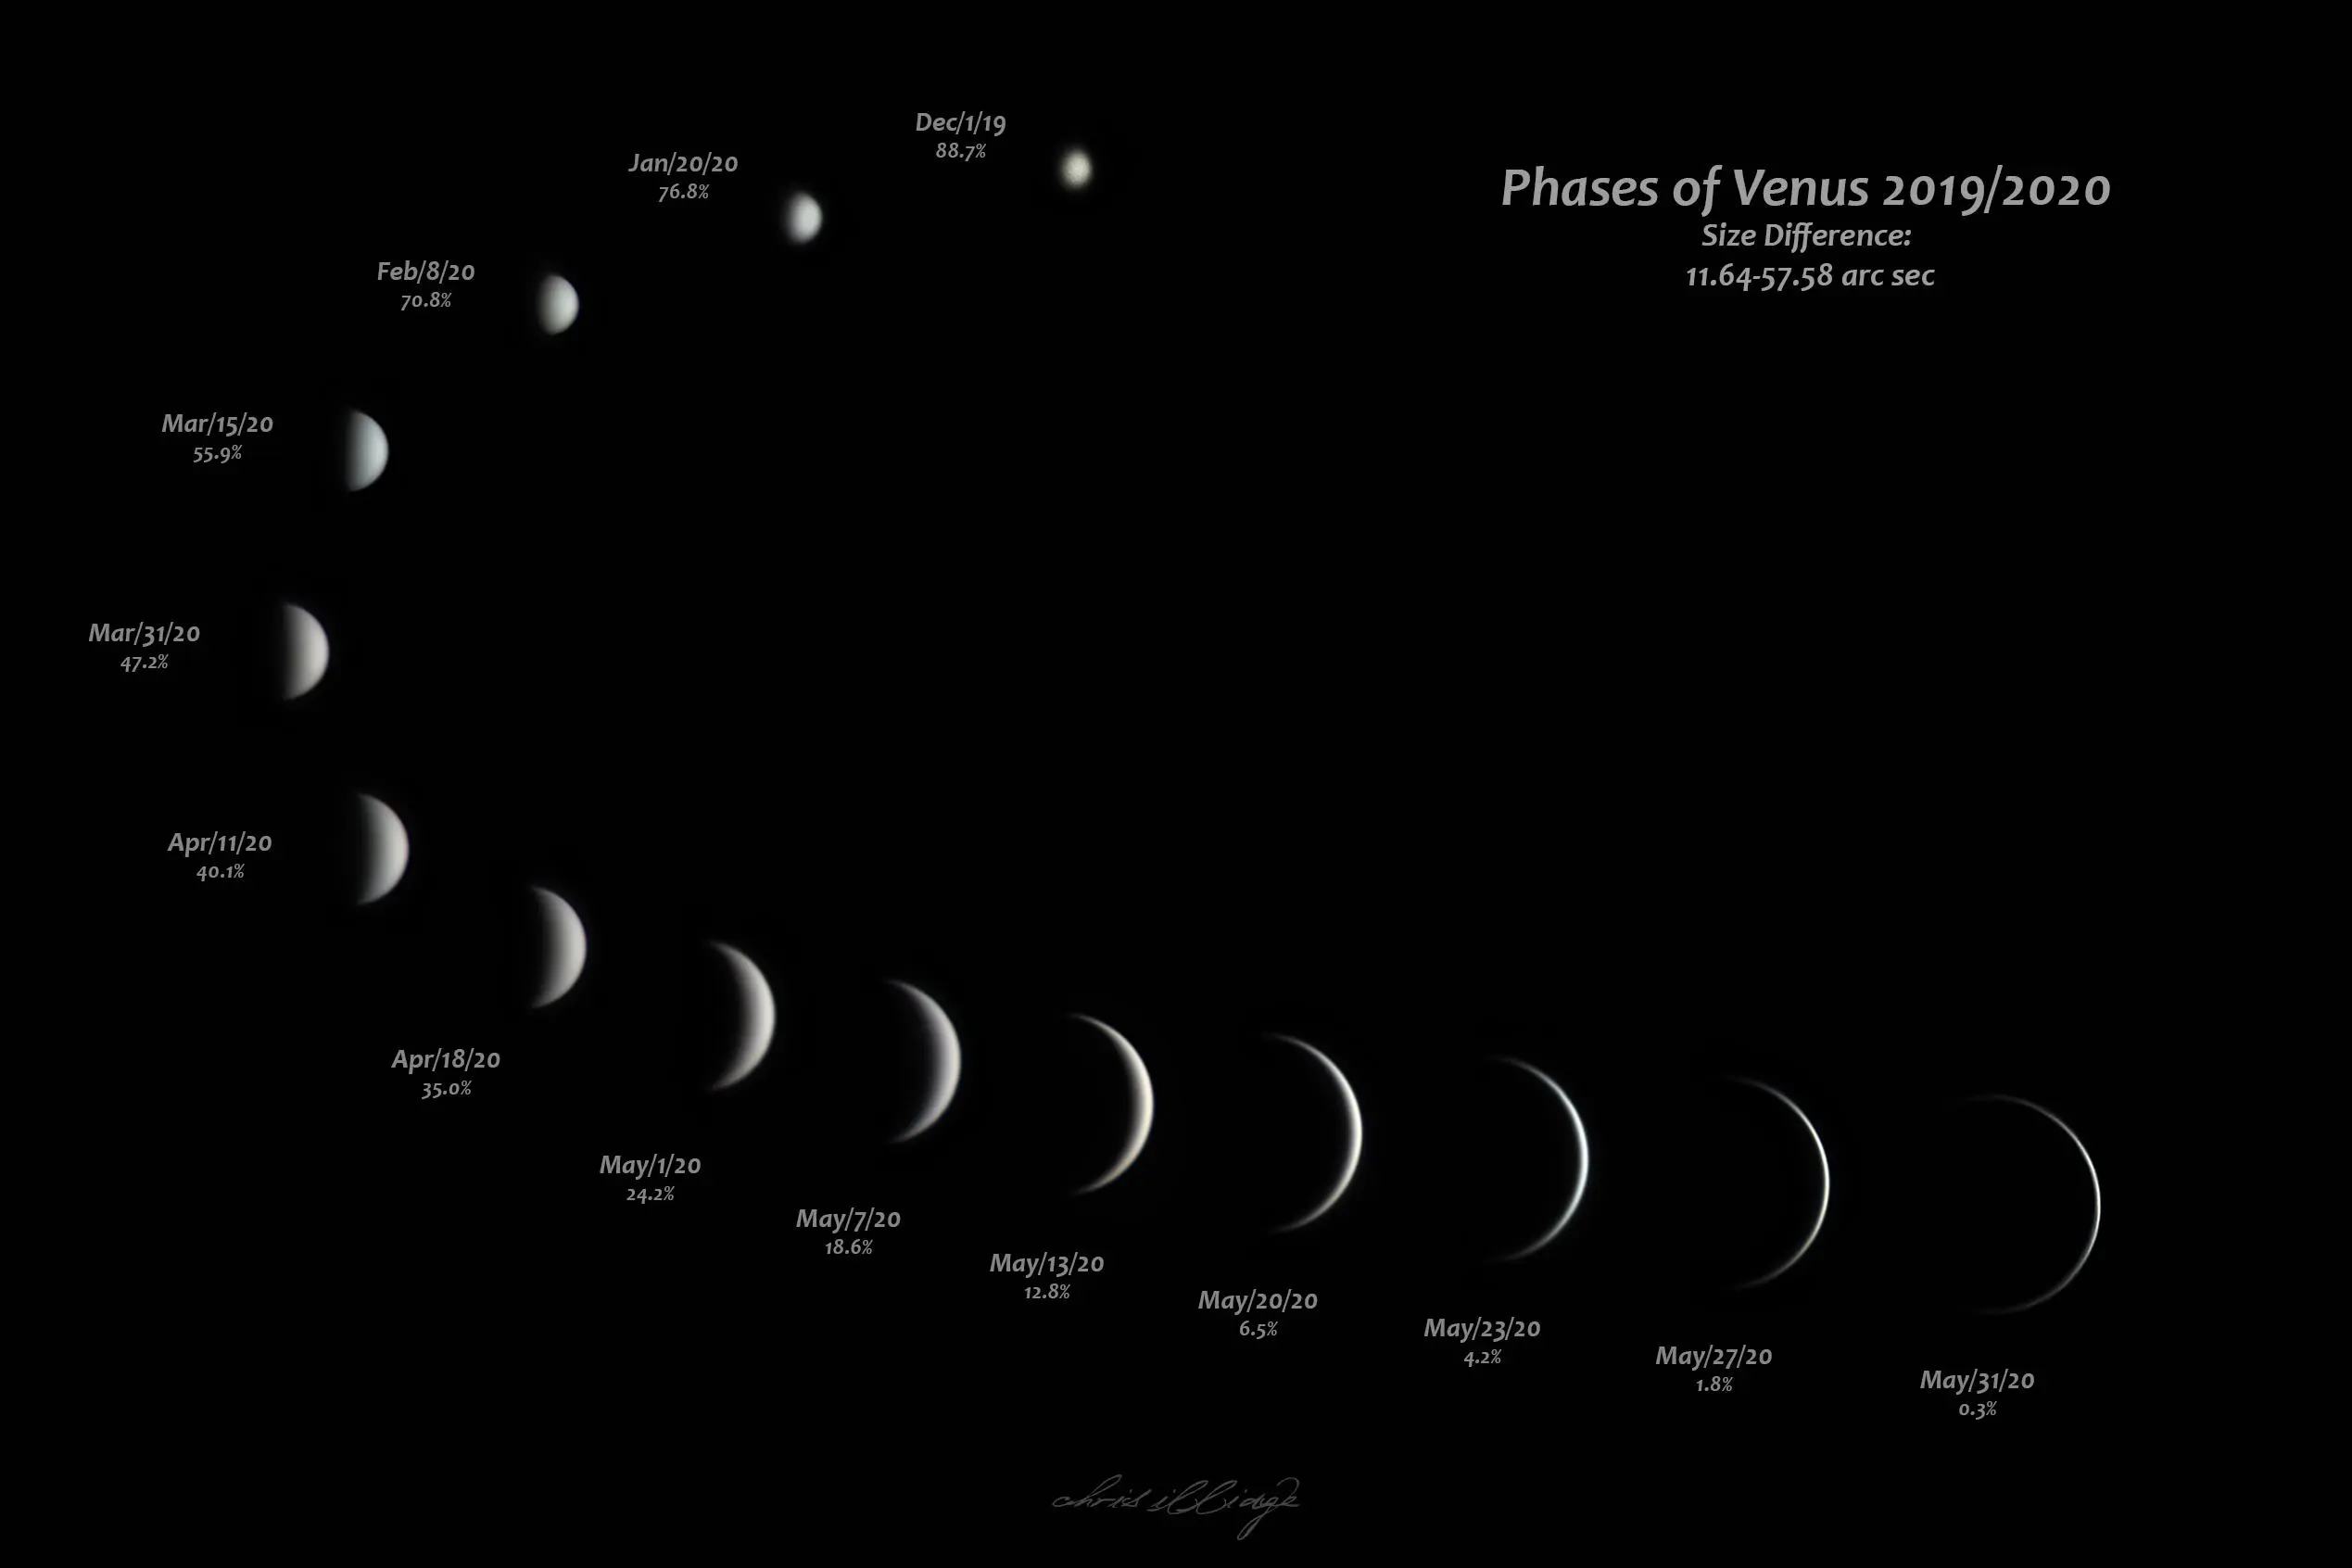 Phases of Venus 2019/2020
Size Difference:
11.64-57.58 arc sec
Dec/1/19
88.7%
Jan/20/20
76.8%
Feb/8/20
70.8%
Mar/15/20
55.9%
Mar/31/20
47.2%
Apr/11/20
40.1%
Apr/18/20
35.0%
May/1/20
24.2%
May/7/20
18.6%
May/13/20
12.8%
May/20/20
6.5%
May/23/20
4.2%
May/27/20
1.8%
May/31/20
0.3%
chris illidge